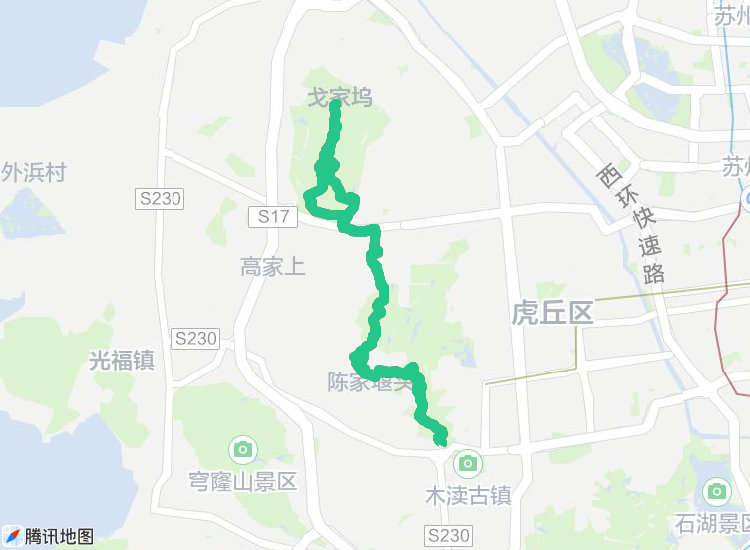 苏州
戈家坞
外浜村
苏州
西环快速路
S230
S17
高家上
虎丘区
S230
光福镇
陈家堰头
穹窿山景区
木渎古镇
石湖景区
S230
腾讯地图